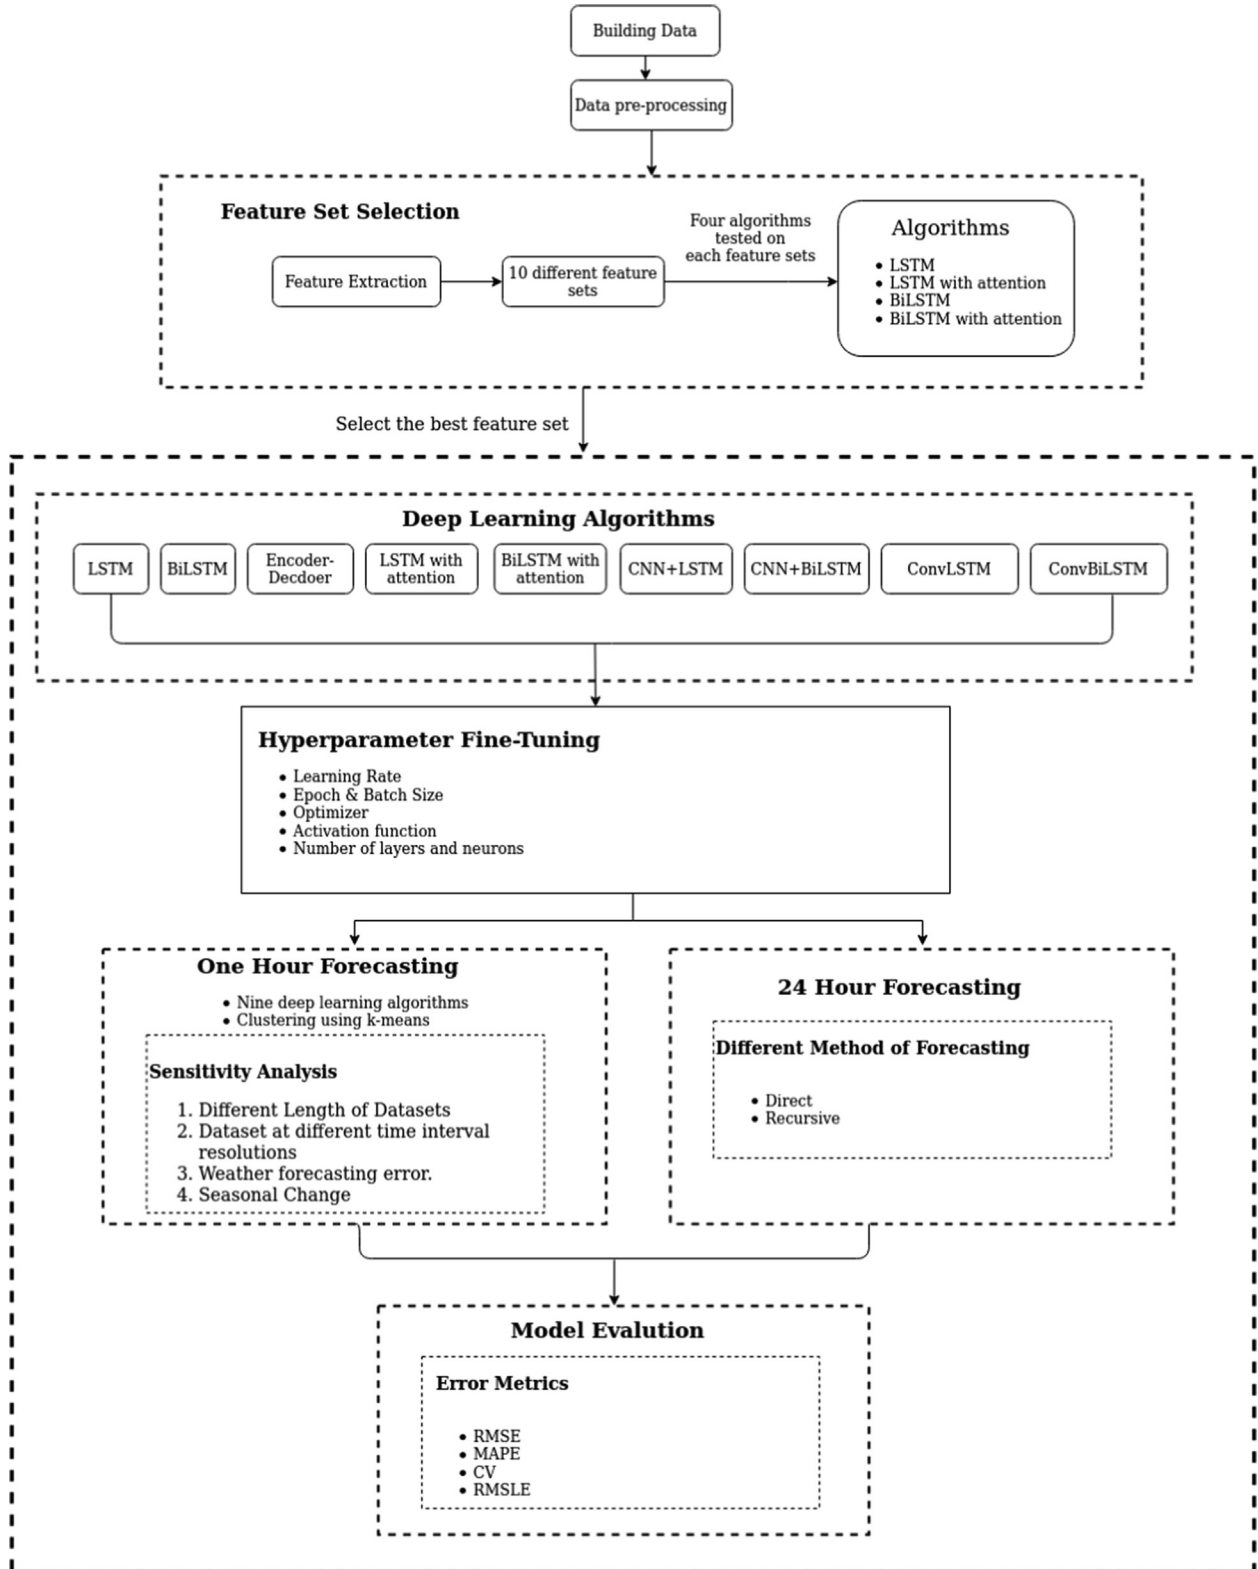 Building Data
Data pre-processing
Feature Set Selection
Feature Extraction
10 different feature
sets
Four algorithms
tested on
each feature sets
Algorithms
• LSTM
• LSTM with attention
• BiLSTM
• BiLSTM with attention
Select the best feature set
Deep Learning Algorithms
LSTM
BiLSTM
Encoder-
Decdoer
LSTM with
attention
BiLSTM with
attention
CNN+LSTM
CNN+BiLSTM
ConvLSTM
ConvBiLSTM
Hyperparameter Fine-Tuning
• Learning Rate
• Epoch & Batch Size
• Optimizer
• Activation function
• Number of layers and neurons
One Hour Forecasting
• Nine deep learning algorithms
• Clustering using k-means
Sensitivity Analysis
1. Different Length of Datasets
2. Dataset at different time interval
resolutions
3. Weather forecasting error.
4. Seasonal Change
24 Hour Forecasting
Different Method of Forecasting
• Direct
• Recursive
Model Evalution
Error Metrics
• RMSE
• MAPE
• CV
• RMSLE